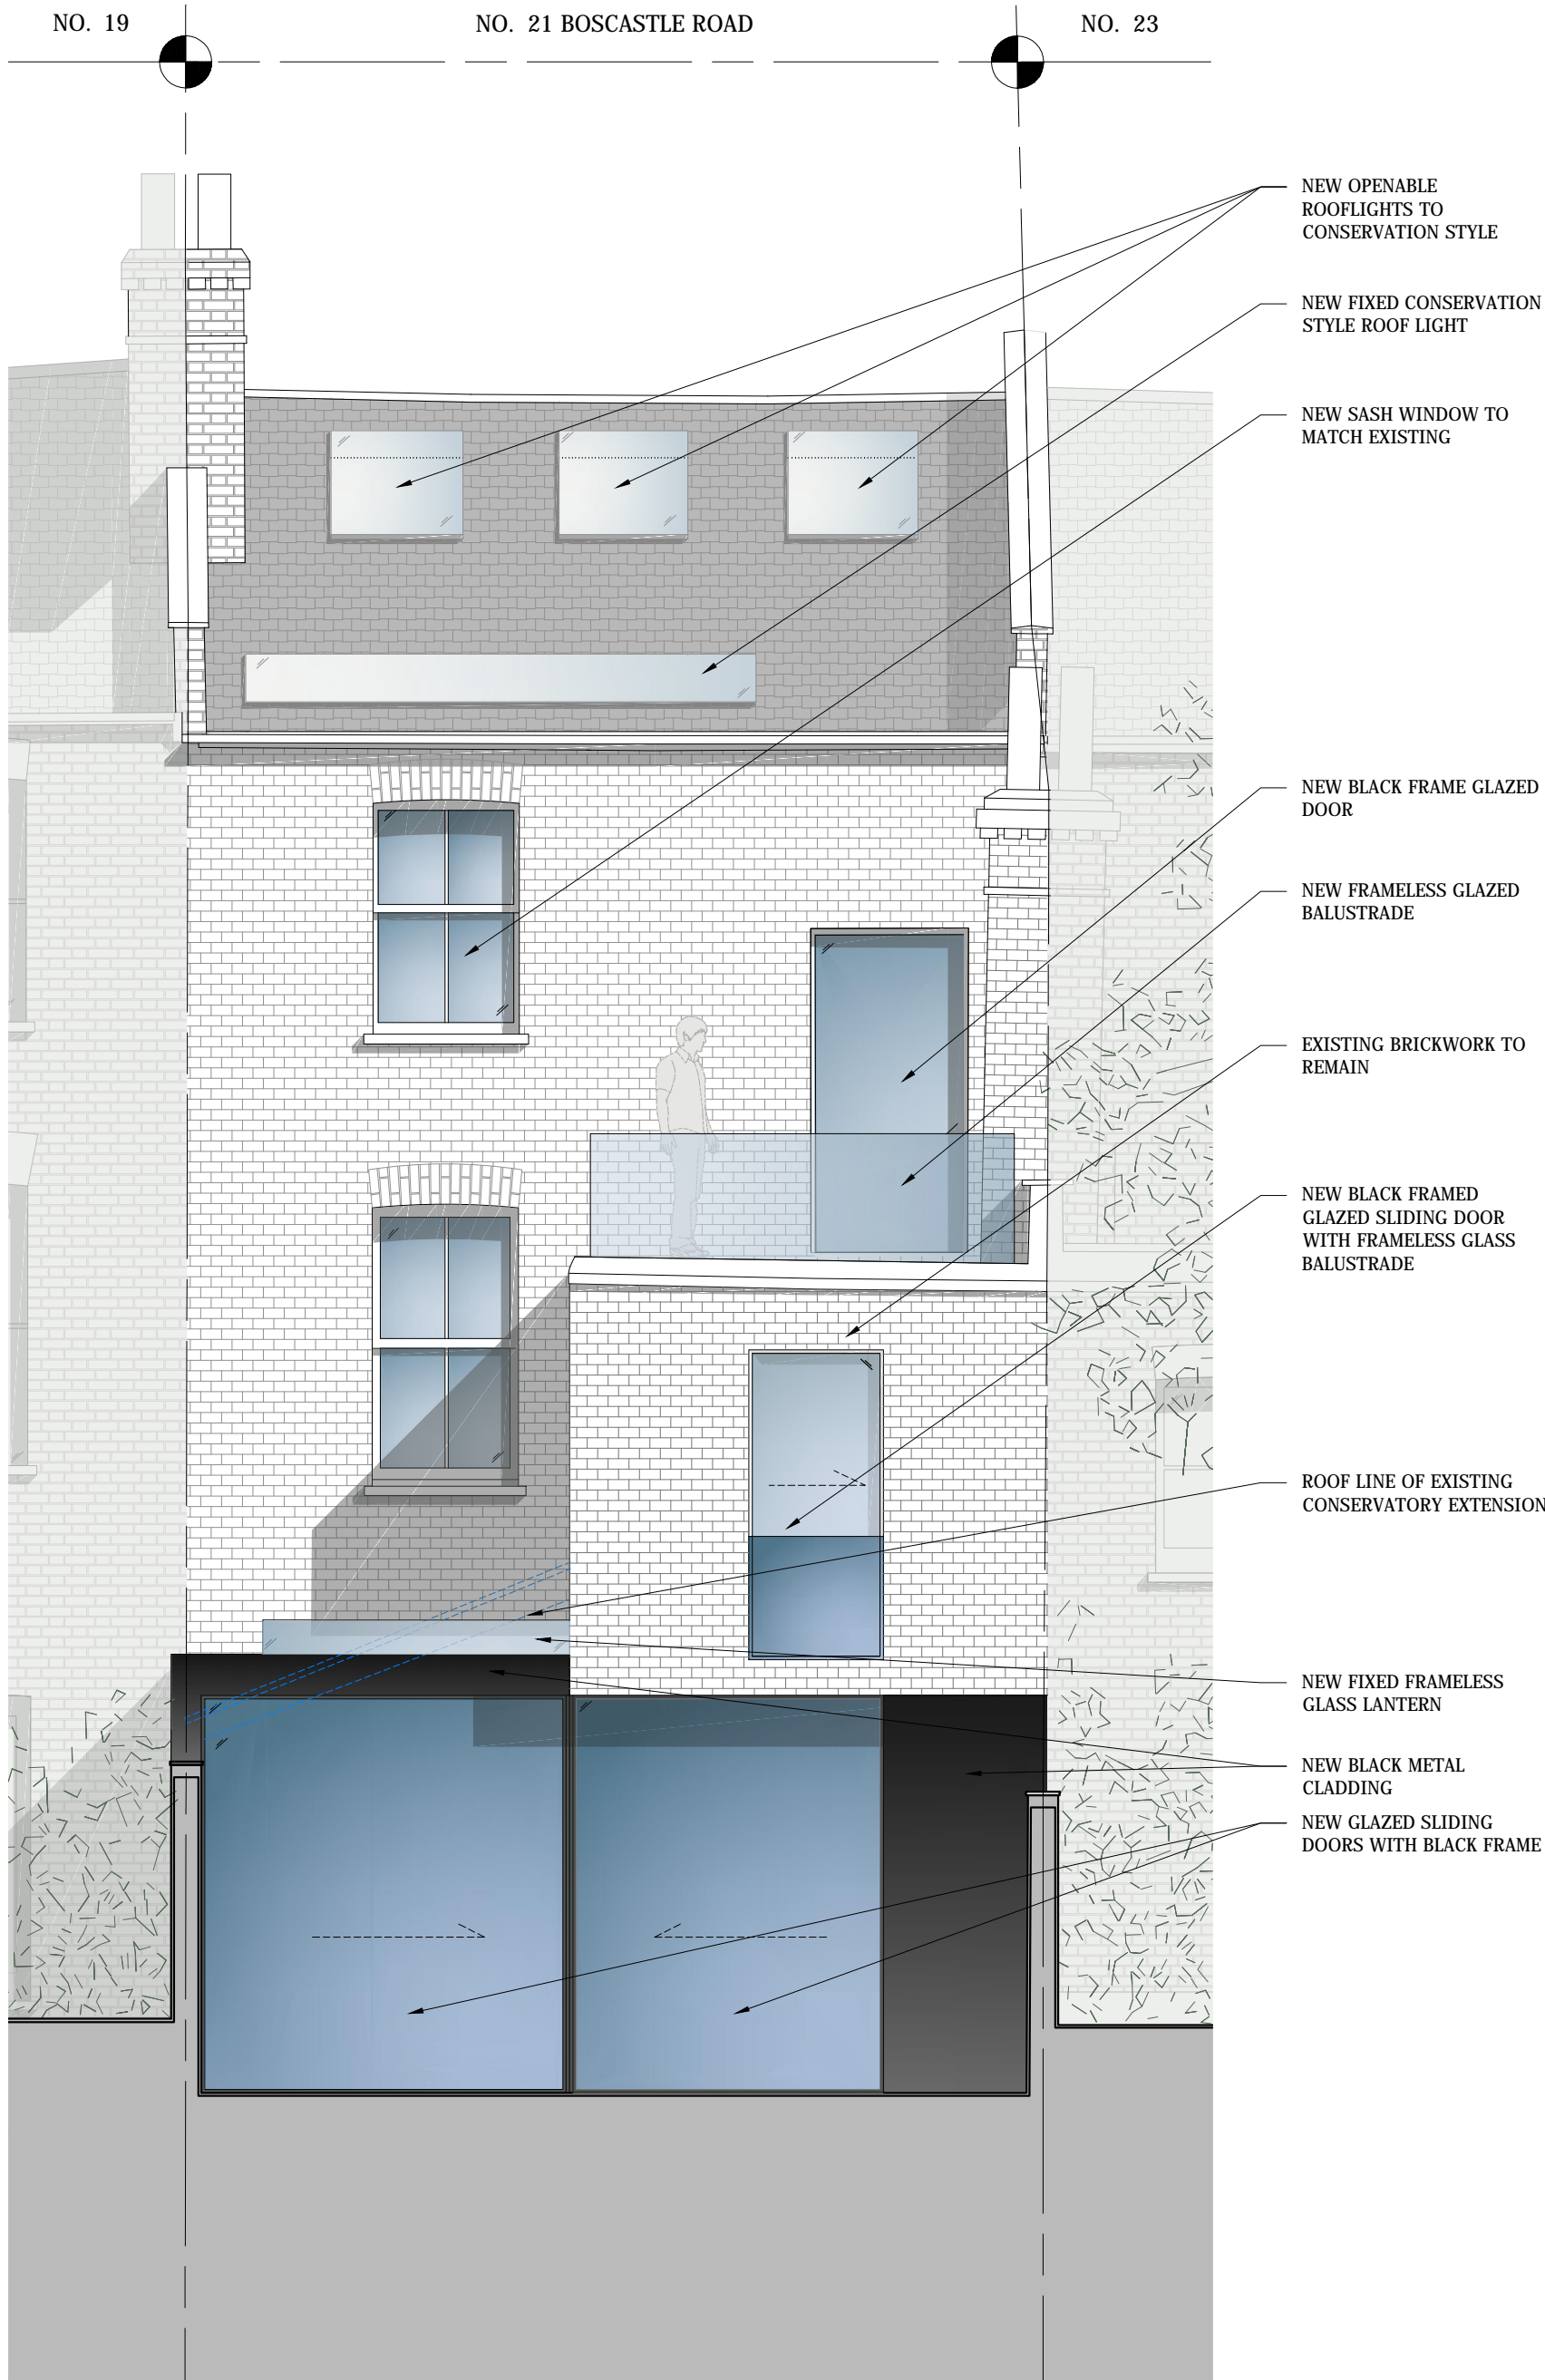 NO. 19
NO. 21 BOSCASTLE ROAD
NO. 23
NEW OPENABLE
ROOFLIGHTS TO
CONSERVATION STYLE
NEW FIXED CONSERVATION
STYLE ROOF LIGHT
NEW SASH WINDOW TO
MATCH EXISTING
NEW BLACK FRAME GLAZED
DOOR
NEW FRAMELESS GLAZED
BALUSTRADE
EXISTING BRICKWORK TO
REMAIN
NEW BLACK FRAMED
GLAZED SLIDING DOOR
WITH FRAMELESS GLASS
BALUSTRADE
ROOF LINE OF EXISTING
CONSERVATORY EXTENSION
NEW FIXED FRAMELESS
GLASS LANTERN
NEW BLACK METAL
CLADDING
NEW GLAZED SLIDING
DOORS WITH BLACK FRAME